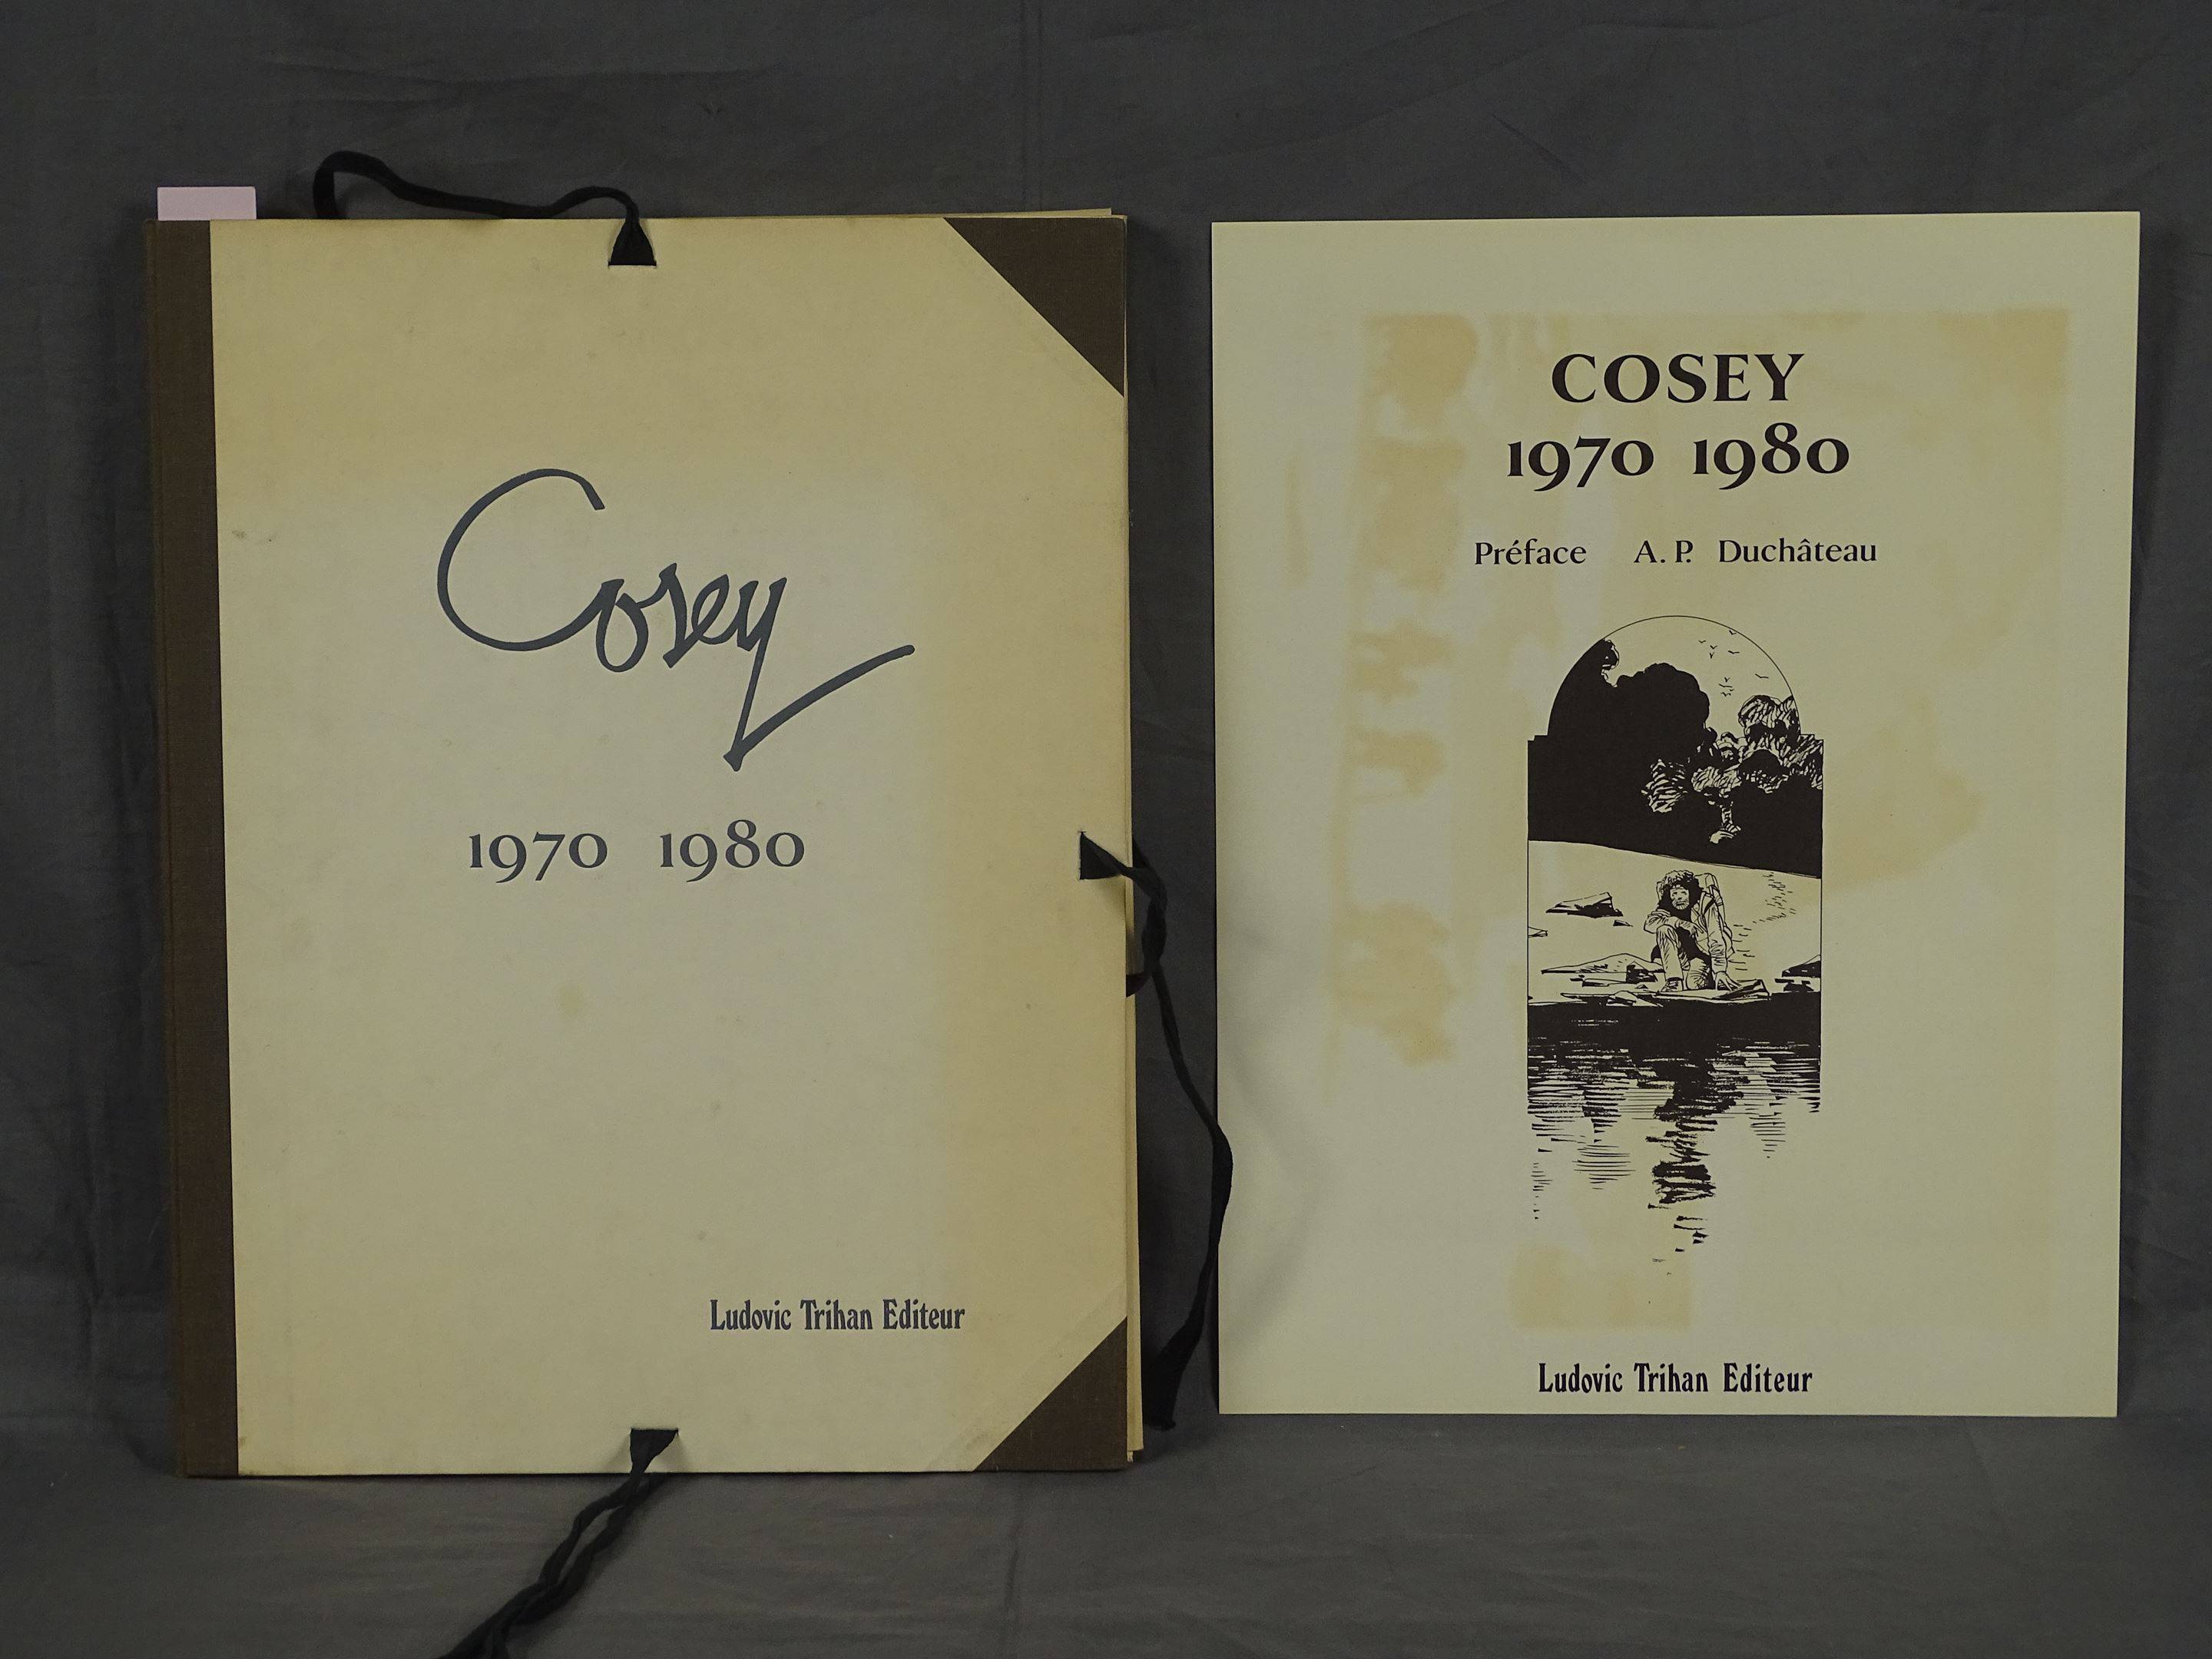 Cosey
1970 1980
Ludovic Trihan Editeur
COSEY
1970 1980
Préface A. P. Duchâteau
Ludovic Trihan Editeur